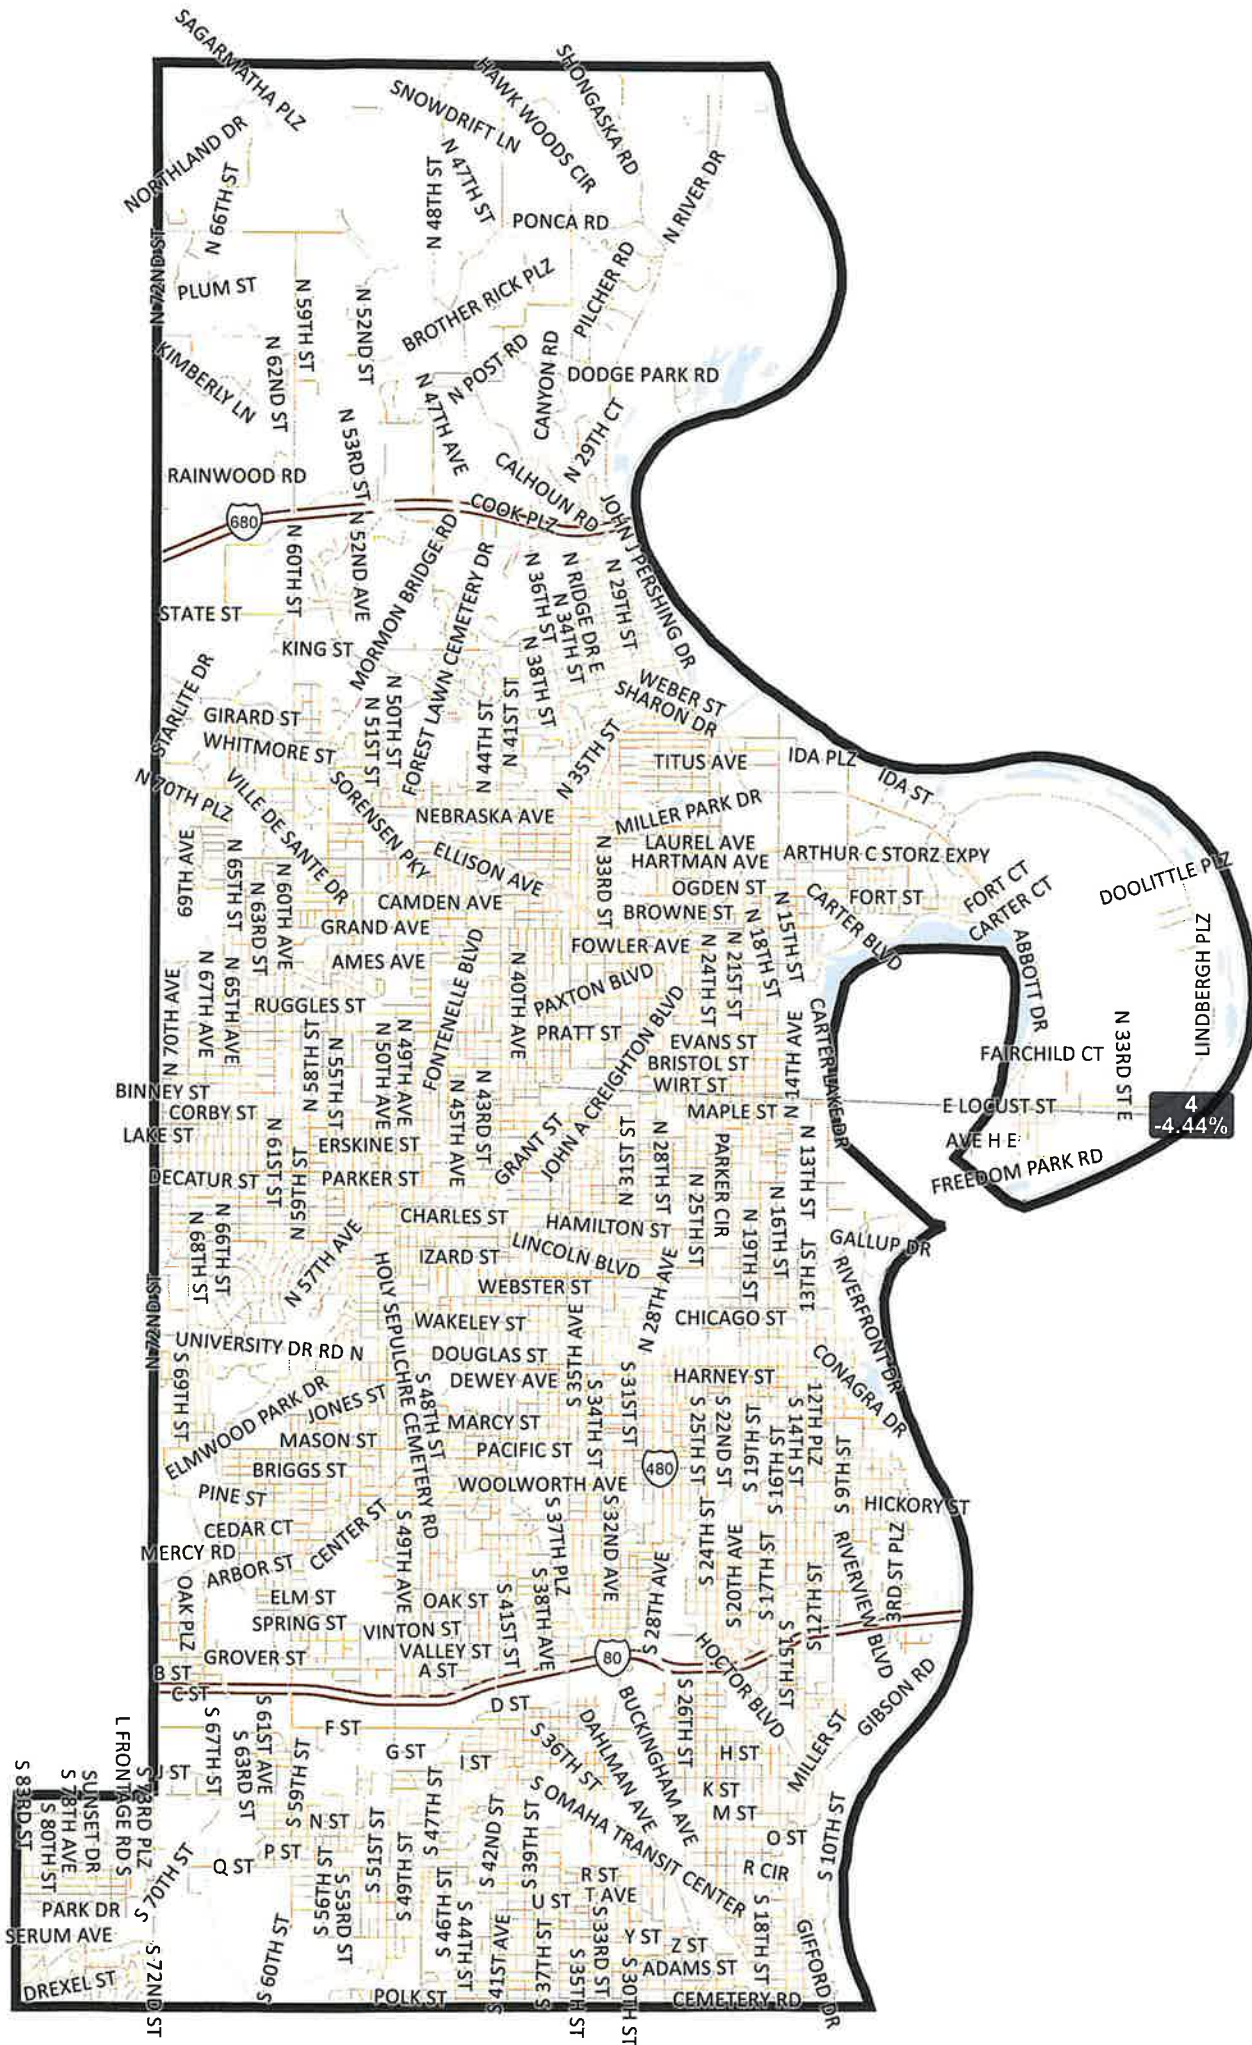 SAGARMATHA PLZ
SNOWDRIFT LN
HAWK WOODS CIR
SHONGASKA RD
NORTHLAND DR
N 66TH ST
N 48TH ST
N 47TH ST
PONCA RD
N RIVER DR
N 72ND ST
PLUM ST
N 59TH ST
N 52ND ST
BROTHER RICK PLZ
PILCHER RD
KIMBERLY LN
N 62ND ST
N POST RD
CANYON RD
DODGE PARK RD
N 47TH AVE
N 53RD ST
N 29TH CT
RAINWOOD RD
CALHOUN RD
COOK PLZ
680
JOHN J PERSHING DR
N 60TH ST
N 52ND AVE
MORMON BRIDGE RD
FOREST LAWN CEMETERY DR
N 36TH ST
N RIDGE DR E
N 34TH ST
N 29TH ST
STATE ST
KING ST
N 38TH ST
STARLITE DR
WEBER ST
SHARON DR
GIRARD ST
WHITMORE ST
N 51ST ST
N 50TH ST
N 44TH ST
N 41ST ST
N 35TH ST
TITUS AVE
IDA PLZ
IDA ST
N 70TH PLZ
VILLE DE SANTE DR
SORENSEN PKY
NEBRASKA AVE
MILLER PARK DR
69TH AVE
N 65TH ST
N 63RD ST
N 60TH AVE
ELLISON AVE
N 33RD ST
LAUREL AVE
HARTMAN AVE
ARTHUR C STORZ EXPY
OGDEN ST
CARTER BLVD
FORT ST
FORT CT
CARTER CT
DOOLITTLE PLZ
CAMDEN AVE
GRAND AVE
BROWNE ST
N 18TH ST
N 15TH ST
FOWLER AVE
AMES AVE
N 67TH AVE
N 65TH AVE
N 70TH AVE
FONTENELLE BLVD
N 40TH AVE
PAXTON BLVD
N 24TH ST
N 21ST ST
ABBOTT DR
LINDBERGH PLZ
RUGGLES ST
N 58TH ST
N 55TH ST
N 50TH AVE
N 49TH AVE
PRATT ST
JOHN A CREIGHTON BLVD
EVANS ST
BRISTOL ST
WIRT ST
N 14TH AVE
CARTER LAKE DR
FAIRCHILD CT
N 33RD ST E
BINNEY ST
CORBY ST
LAKE ST
N 45TH AVE
N 43RD ST
MAPLE ST
E LOCUST ST
4
-4.44%
N 61ST ST
ERSKINE ST
GRANT ST
N 31ST ST
N 28TH ST
PARKER CIR
N 13TH ST
AVE H E
FREEDOM PARK RD
DECATUR ST
N 59TH ST
PARKER ST
N 25TH ST
N 19TH ST
N 16TH ST
N 68TH ST
N 66TH ST
CHARLES ST
HAMILTON ST
GALLUP DR
N 57TH AVE
IZARD ST
LINCOLN BLVD
N 28TH AVE
13TH ST
RIVERFRONT DR
HOLY SEPULCHRE CEMETERY RD
WEBSTER ST
WAKELEY ST
S 35TH AVE
CHICAGO ST
N 72ND ST
UNIVERSITY DR RD N
DOUGLAS ST
CONAGRA DR
S 69TH ST
ELMWOOD PARK DR
JONES ST
S 48TH ST
DEWEY AVE
S 34TH ST
S 31ST ST
HARNEY ST
S 25TH ST
S 22ND ST
S 19TH ST
S 16TH ST
S 14TH ST
12TH PLZ
MARCY ST
MASON ST
PACIFIC ST
BRIGGS ST
480
S 9TH ST
WOOLWORTH AVE
PINE ST
HICKORY ST
CEDAR CT
CENTER ST
S 49TH AVE
S 37TH PLZ
S 32ND AVE
S 24TH ST
S 20TH AVE
S 17TH ST
S 12TH ST
RIVERVIEW BLVD
3RD ST PLZ
MERCY RD
ARBOR ST
OAK PLZ
ELM ST
OAK ST
S 41ST ST
S 38TH AVE
S 28TH AVE
SPRING ST
VINTON ST
S 15TH ST
GROVER ST
VALLEY ST
A ST
80
HOCTOR BLVD
B ST
C ST
S 26TH ST
GIBSON RD
D ST
L FRONTAGE RD S
S 67TH ST
S 61ST AVE
S 63RD ST
F ST
S 59TH ST
S 36TH ST
DAHLMAN AVE
BUCKINGHAM AVE
MILLER ST
G ST
I ST
H ST
J ST
S 83RD ST
S 78TH AVE
SUNSET DR
S 80TH ST
S 73RD PLZ
S OMAHA TRANSIT CENTER
K ST
M ST
N ST
S 51ST ST
S 47TH ST
S 42ND ST
S 39TH ST
O ST
S 10TH ST
S 70TH ST
Q ST
P ST
S 56TH ST
S 53RD ST
S 49TH ST
S 46TH ST
R ST
R CIR
T AVE
U ST
PARK DR
SERUM AVE
S 60TH ST
S 44TH ST
S 41ST AVE
S 37TH ST
S 35TH ST
S 33RD ST
S 30TH ST
Y ST
Z ST
ADAMS ST
S 18TH ST
GIFFORD DR
DREXEL ST
S 72ND ST
POLK ST
CEMETERY RD